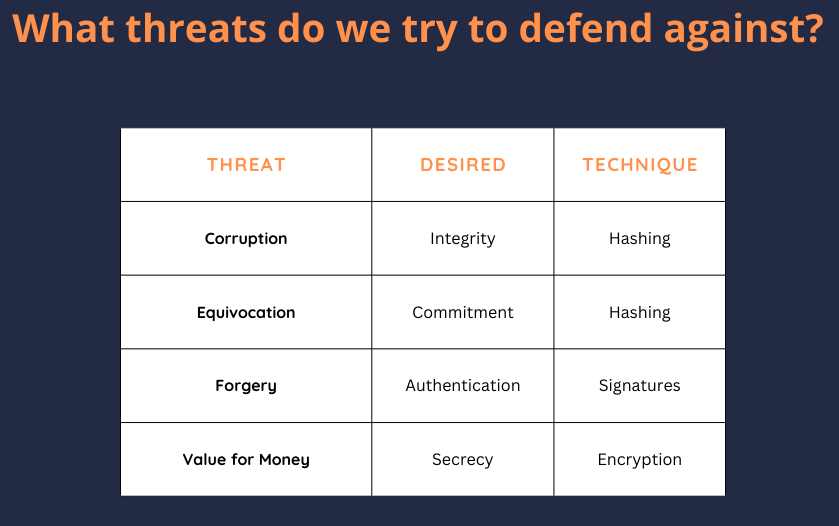 What threats do we try to defend against?
THREAT DESIRED TECHNIQUE
Corruption Integrity Hashing
Equivocation Commitment Hashing
Forgery Authentication Signatures
Value for Money Secrecy Encryption